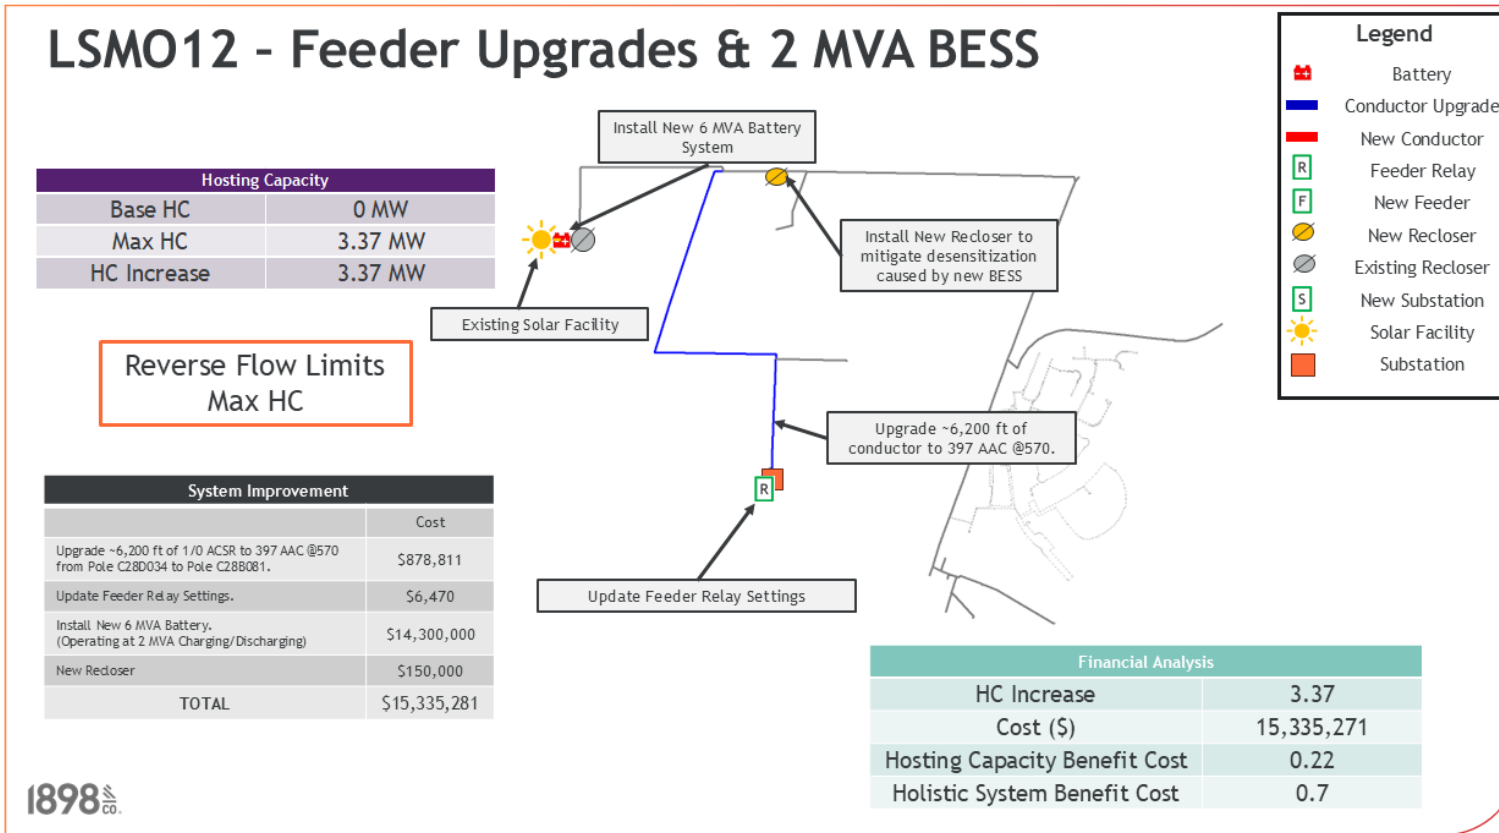 LSMO12 – Feeder Upgrades & 2 MVA BESS
Legend
Battery
Conductor Upgrade
New Conductor
R Feeder Relay
F New Feeder
New Recloser
Existing Recloser
S New Substation
Solar Facility
Substation
Install New 6 MVA Battery
System
Hosting Capacity
Base HC 0 MW
Max HC 3.37 MW
HC Increase 3.37 MW
Install New Recloser to
mitigate desensitization
caused by new BESS
Existing Solar Facility
Reverse Flow Limits
Max HC
Upgrade ~6,200 ft of
conductor to 397 AAC @570.
R
Update Feeder Relay Settings
System Improvement
Cost
Upgrade ~6,200 ft of 1/0 ACSR to 397 AAC @570
from Pole C28D034 to Pole C28B081. $878,811
Update Feeder Relay Settings. $6,470
Install New 6 MVA Battery.
(Operating at 2 MVA Charging/Discharging) $14,300,000
New Recloser $150,000
TOTAL $15,335,281
Financial Analysis
HC Increase 3.37
Cost ($) 15,335,271
Hosting Capacity Benefit Cost 0.22
Holistic System Benefit Cost 0.7
1898 & CO.